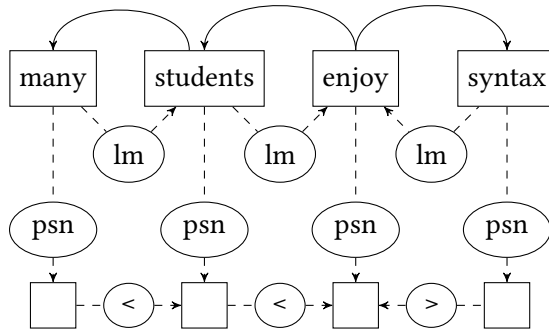 many students enjoy syntax
lm lm lm
psn psn psn psn
< < >